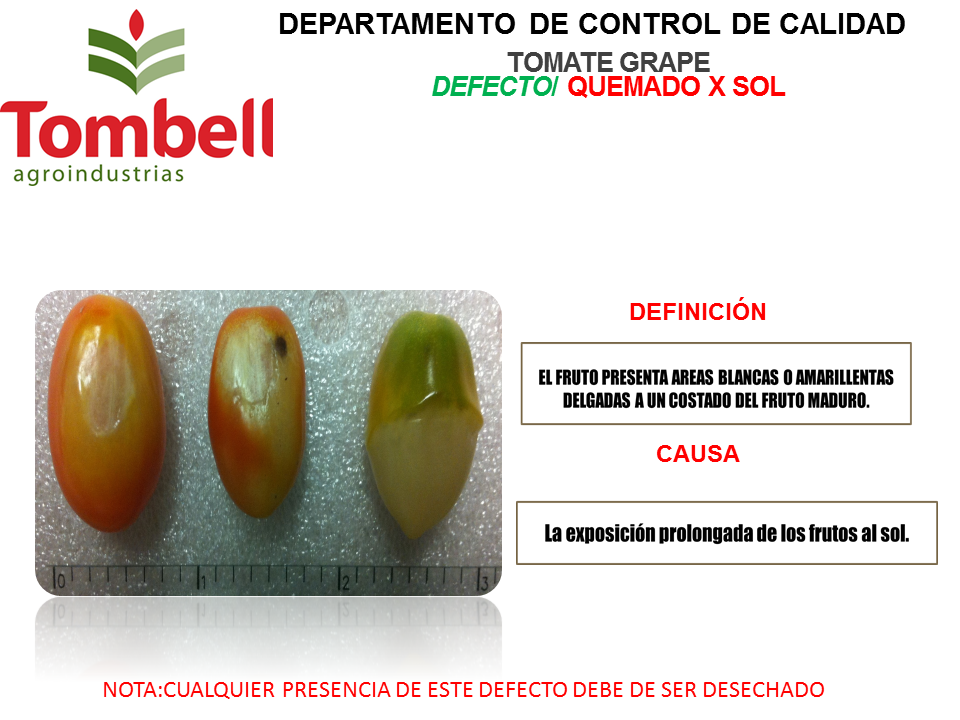 DEPARTAMENTO DE CONTROL DE CALIDAD
TOMATE GRAPE
DEFECTO/ QUEMADO X SOL
Tombell
agroindustrias
DEFINICIÓN
EL FRUTO PRESENTA AREAS BLANCAS O AMARILLENTAS
DELGADAS A UN COSTADO DEL FRUTO MADURO.
CAUSA
La exposición prolongada de los frutos al sol.
0 1 2 3
NOTA:CUALQUIER PRESENCIA DE ESTE DEFECTO DEBE DE SER DESECHADO